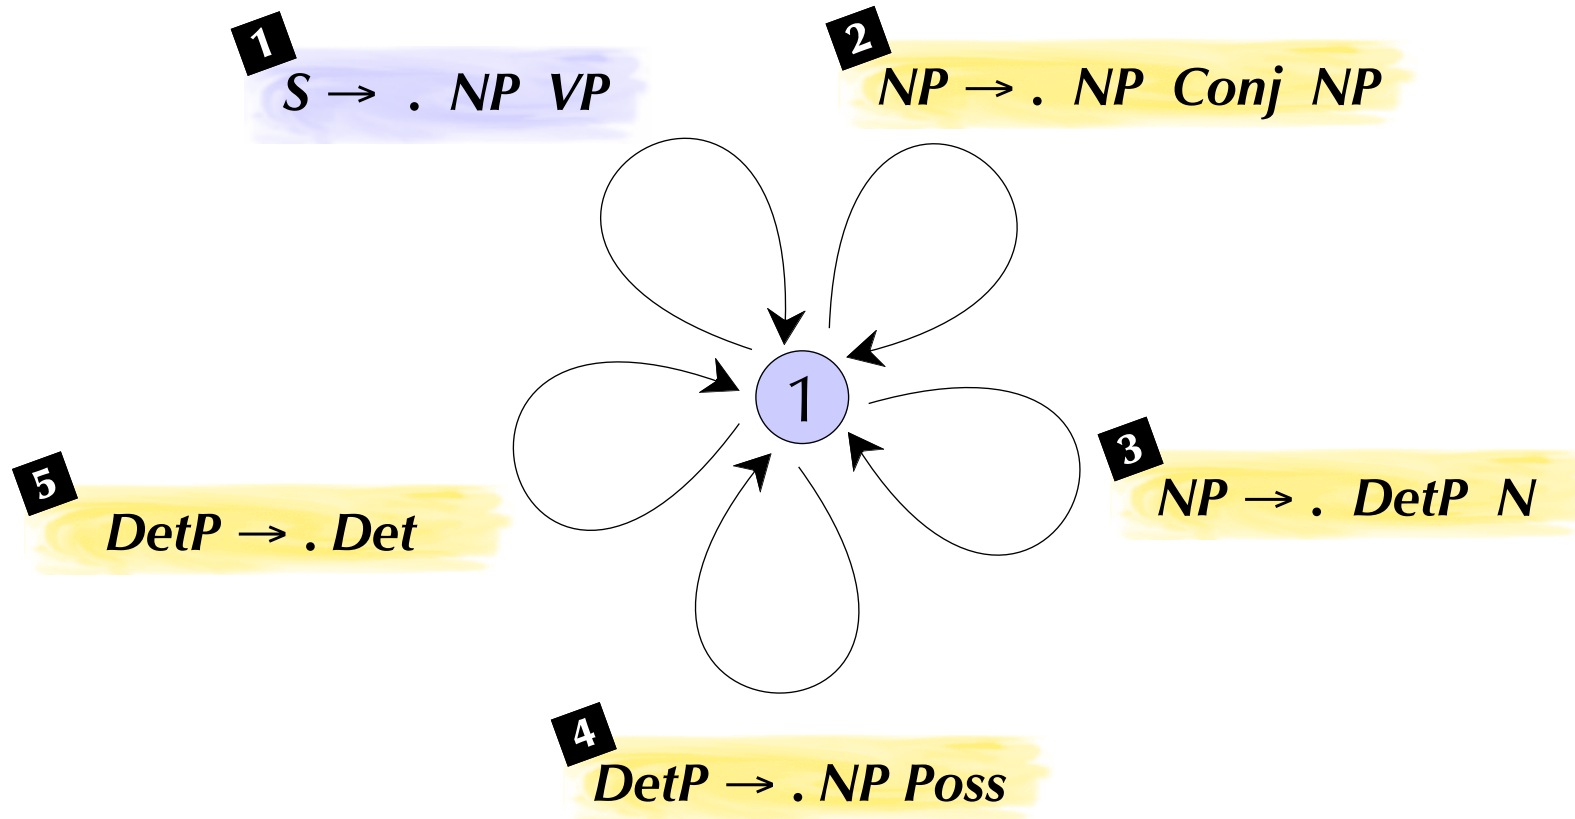 1
S → . NP VP
2
NP → . NP Conj NP
1
3
NP → . DetP N
5
DetP → . Det
4
DetP → . NP Poss